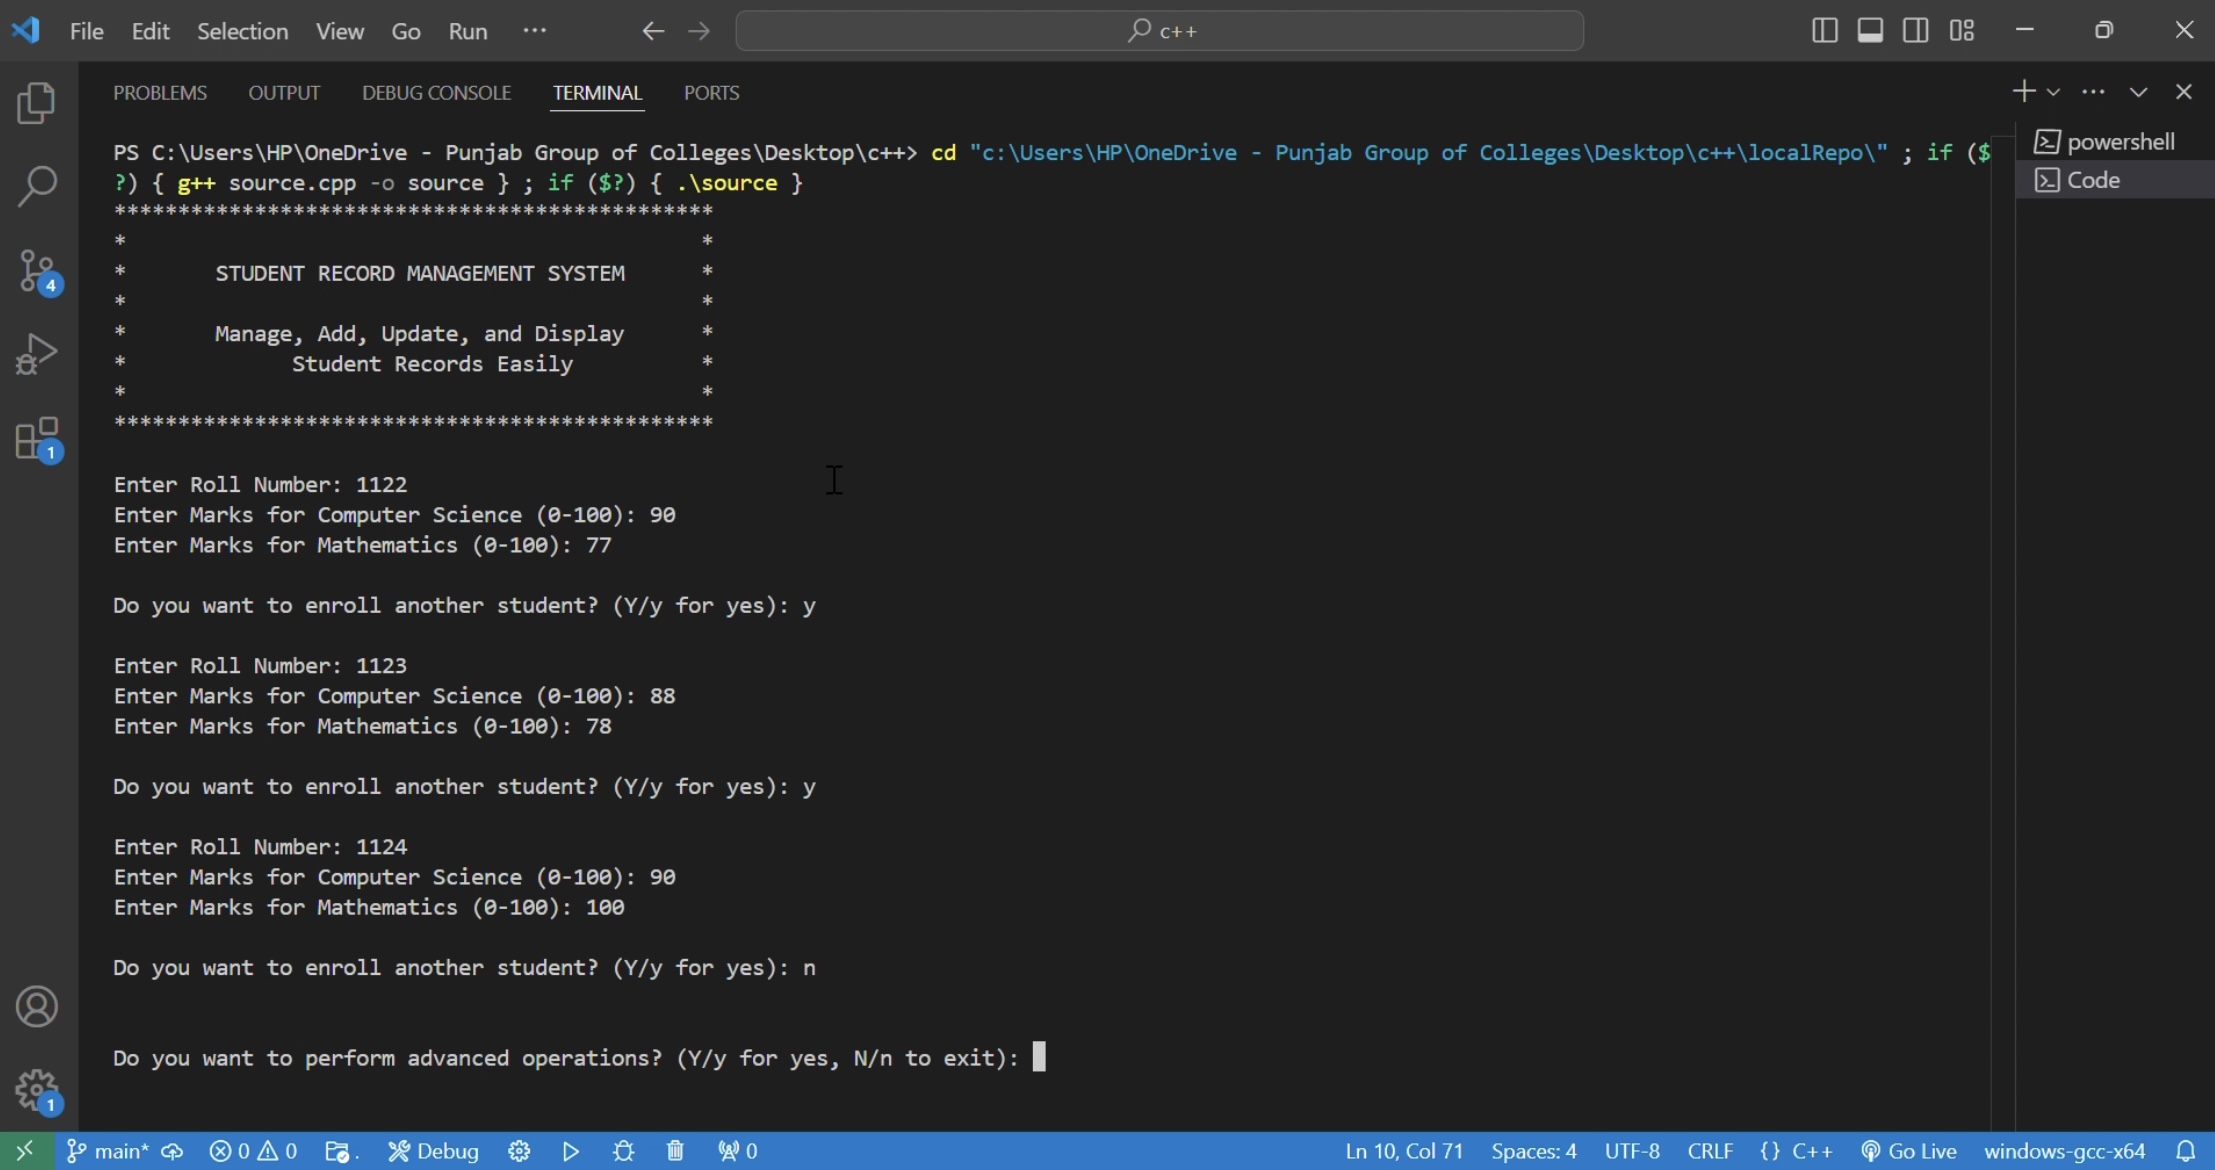 File Edit Selection View Go Run ··· c++
PROBLEMS OUTPUT DEBUG CONSOLE TERMINAL PORTS
powershell
Code
PS C:\Users\HP\OneDrive - Punjab Group of Colleges\Desktop\c++> cd "c:\Users\HP\OneDrive - Punjab Group of Colleges\Desktop\c++\localRepo\" ; if ($
?) { g++ source.cpp -o source } ; if ($?) { .\source }
***********************************************
* *
* STUDENT RECORD MANAGEMENT SYSTEM *
* *
* Manage, Add, Update, and Display *
* Student Records Easily *
* *
***********************************************
Enter Roll Number: 1122
Enter Marks for Computer Science (0-100): 90
Enter Marks for Mathematics (0-100): 77
Do you want to enroll another student? (Y/y for yes): y
Enter Roll Number: 1123
Enter Marks for Computer Science (0-100): 88
Enter Marks for Mathematics (0-100): 78
Do you want to enroll another student? (Y/y for yes): y
Enter Roll Number: 1124
Enter Marks for Computer Science (0-100): 90
Enter Marks for Mathematics (0-100): 100
Do you want to enroll another student? (Y/y for yes): n
Do you want to perform advanced operations? (Y/y for yes, N/n to exit):
4
1
1
main* 0 0 . Debug 0 Ln 10, Col 71 Spaces: 4 UTF-8 CRLF {} C++ Go Live windows-gcc-x64